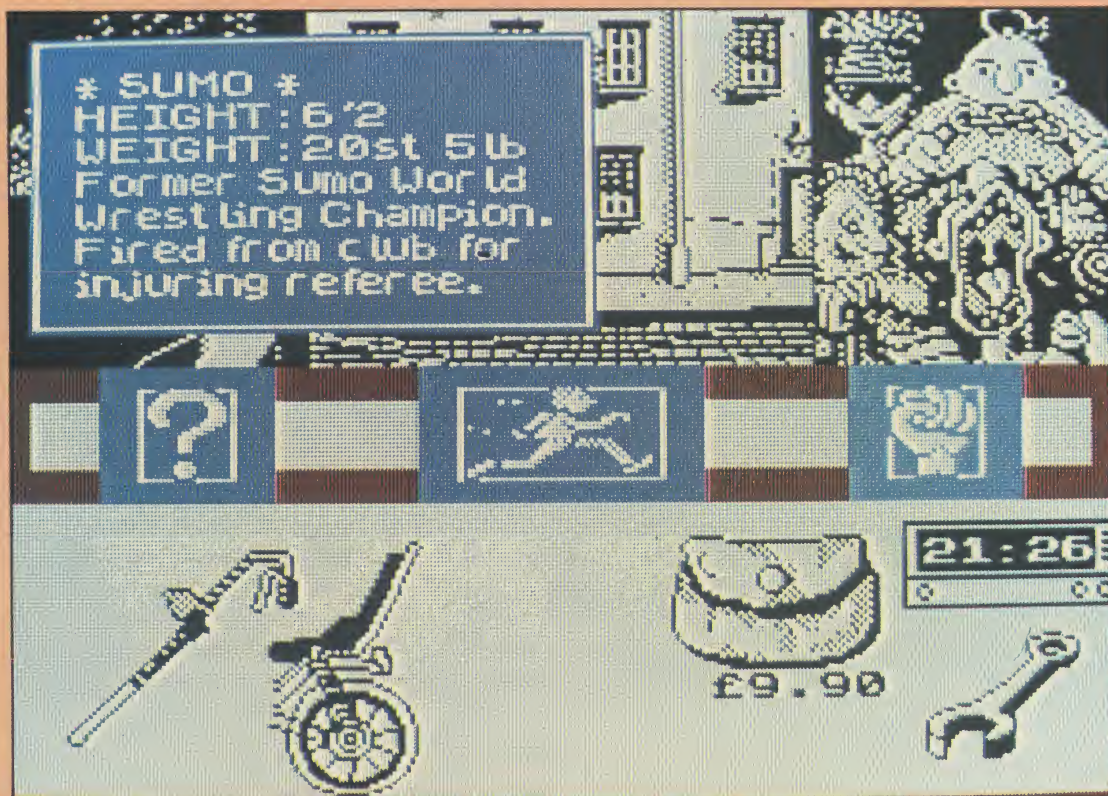 * SUMO *
HEIGHT:6'2
WEIGHT:20st 5lb
Former Sumo World
Wrestling Champion.
Fired from club for
injuring referee.
?
21:26
£9.90